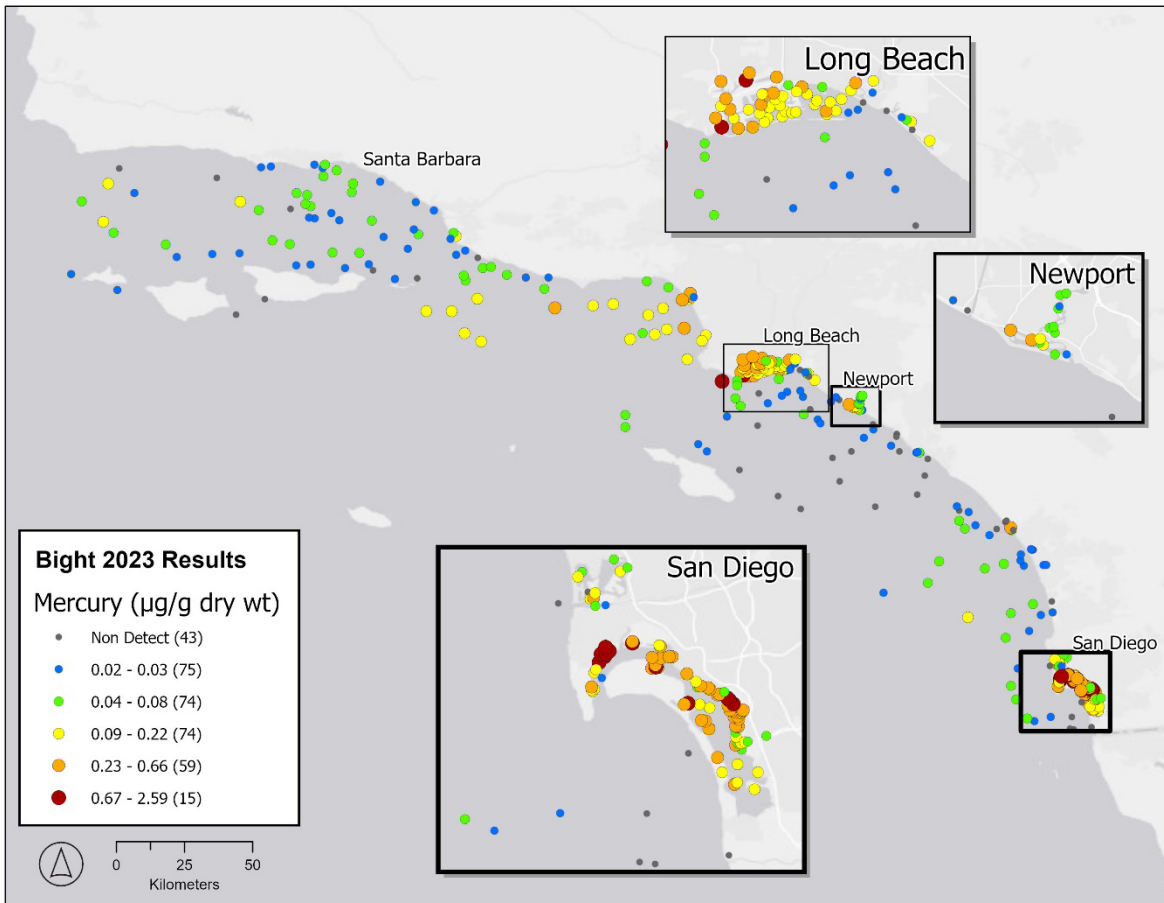 Long Beach
Santa Barbara
Newport
Long Beach
Newport
San Diego
San Diego
Bight 2023 Results
Mercury (µg/g dry wt)
Non Detect (43)
0.02 - 0.03 (75)
0.04 - 0.08 (74)
0.09 - 0.22 (74)
0.23 - 0.66 (59)
0.67 - 2.59 (15)
0 25 50
Kilometers